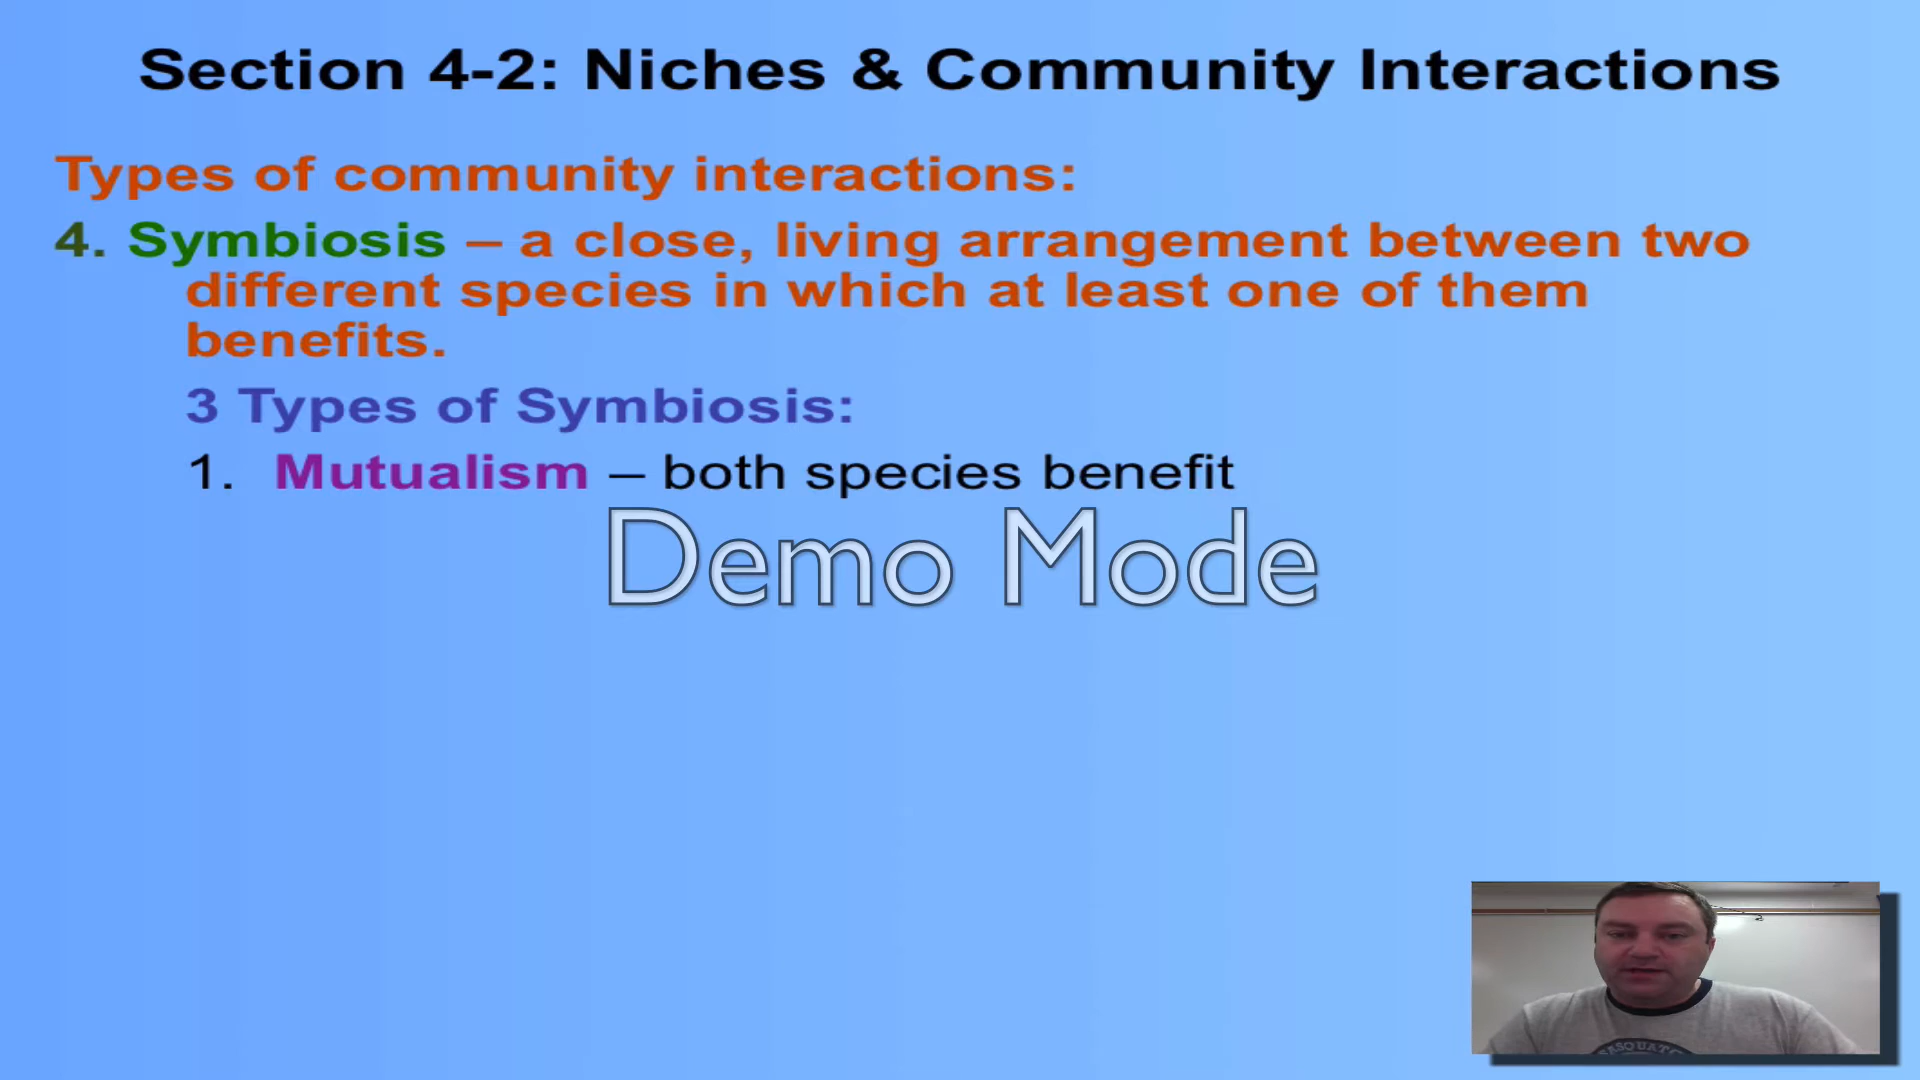 Section 4-2: Niches & Community Interactions
Types of community interactions:
4. Symbiosis – a close, living arrangement between two
different species in which at least one of them
benefits.
3 Types of Symbiosis:
1. Mutualism – both species benefit
Demo Mode